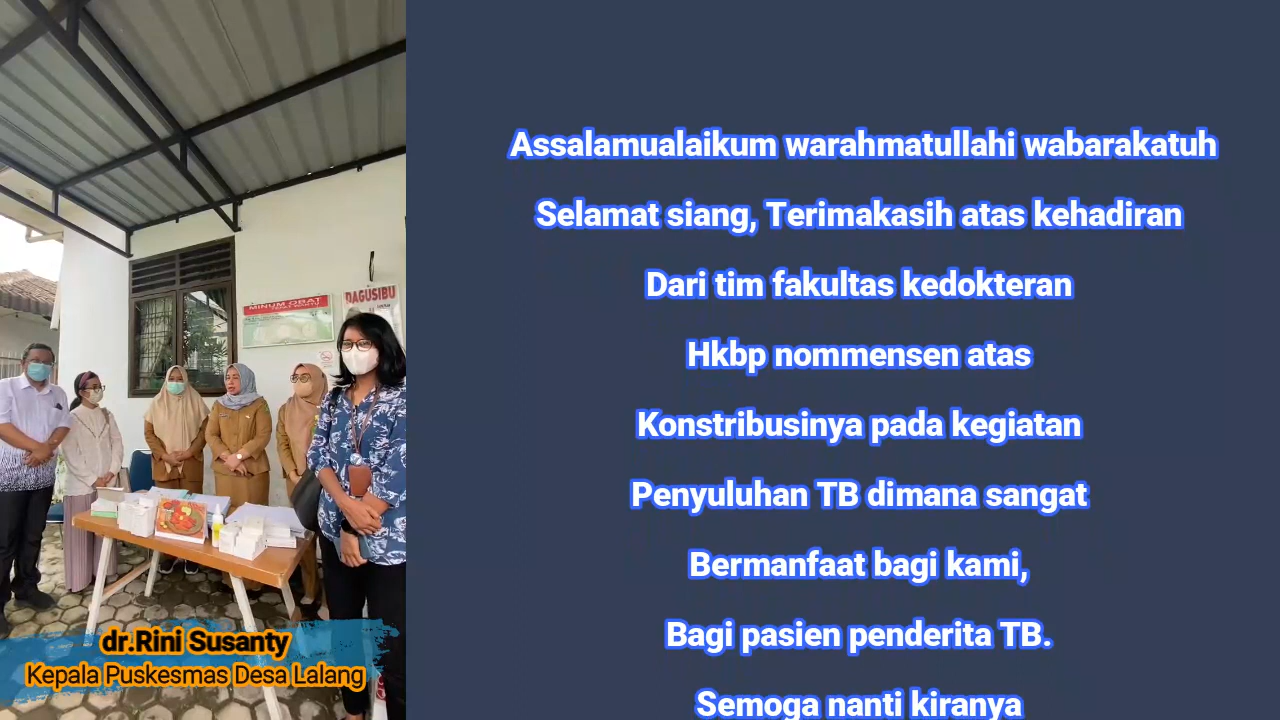 MINUM OBAT
DAGUSIBU
dr.Rini Susanty
Kepala Puskesmas Desa Lalang
Assalamualaikum warahmatullahi wabarakatuh
Selamat siang, Terimakasih atas kehadiran
Dari tim fakultas kedokteran
Hkbp nommensen atas
Konstribusinya pada kegiatan
Penyuluhan TB dimana sangat
Bermanfaat bagi kami,
Bagi pasien penderita TB.
Semoga nanti kiranya